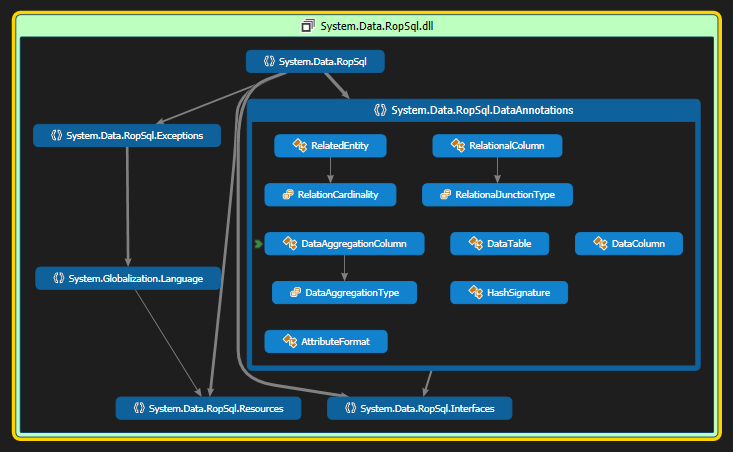 System.Data.RopSql.dll
System.Data.RopSql
System.Data.RopSql.DataAnnotations
System.Data.RopSql.Exceptions
RelatedEntity
RelationalColumn
RelationCardinality
RelationalDunctionType
DataAggregationColumn
DataTable
DataColumn
System.Globalization.Language
DataAggregationType
HashSignature
AttributeFormat
System.Data.RopSql.Resources
System.Data.RopSql.Interfaces